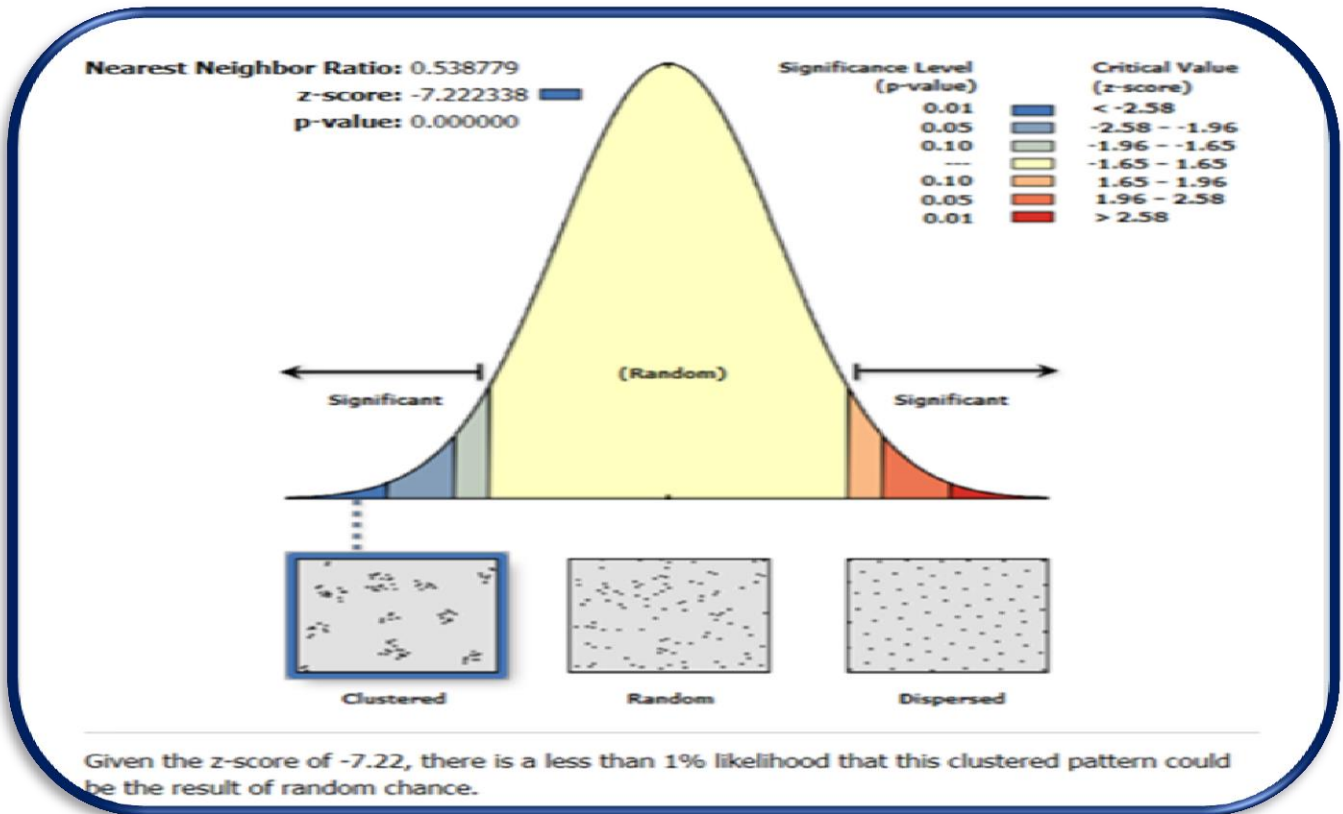 Nearest Neighbor Ratio: 0.538779
z-score: -7.222338
p-value: 0.000000
Significance Level
(p-value)
Critical Value
(z-score)
0.01 < -2.58
0.05 -2.58 - -1.96
0.10 -1.96 - -1.65
--- -1.65 - 1.65
0.10 1.65 - 1.96
0.05 1.96 - 2.58
0.01 > 2.58
(Random)
Significant
Significant
Clustered
Random
Dispersed
Given the z-score of -7.22, there is a less than 1% likelihood that this clustered pattern could
be the result of random chance.